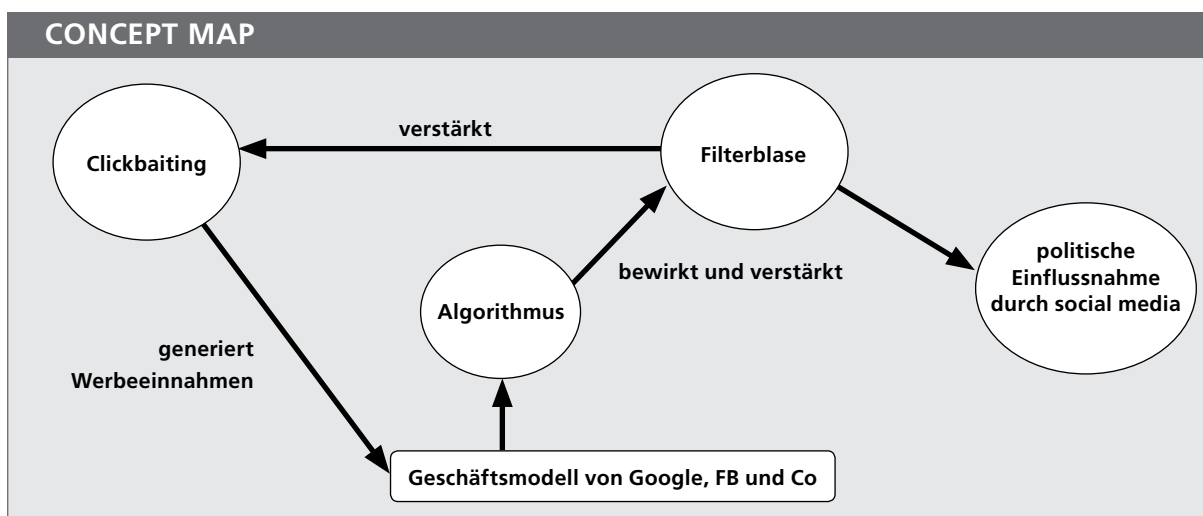 CONCEPT MAP
verstärkt
Clickbaiting
Filterblase
politische
Einflussnahme
durch social media
bewirkt und verstärkt
Algorithmus
generiert
Werbeeinnahmen
Geschäftsmodell von Google, FB und Co